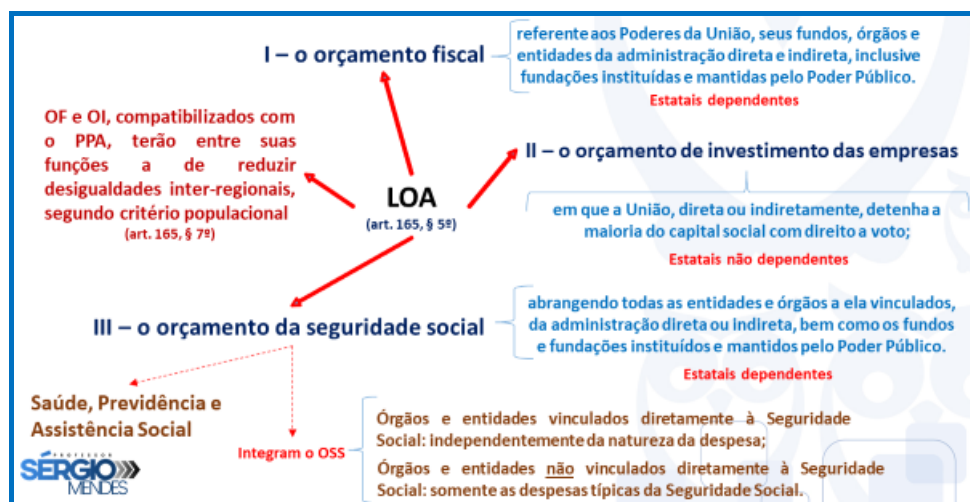 I – o orçamento fiscal
referente aos Poderes da União, seus fundos, órgãos e
entidades da administração direta e indireta, inclusive
fundações instituídas e mantidas pelo Poder Público.
Estatais dependentes
OF e OI, compatibilizados com
o PPA, terão entre suas
funções a de reduzir
desigualdades inter-regionais,
segundo critério populacional
(art. 165, § 7º)
LOA
(art. 165, § 5º)
II – o orçamento de investimento das empresas
em que a União, direta ou indiretamente, detenha a
maioria do capital social com direito a voto;
Estatais não dependentes
III – o orçamento da seguridade social
abrangendo todas as entidades e órgãos a ela vinculados,
da administração direta ou indireta, bem como os fundos
e fundações instituídos e mantidos pelo Poder Público.
Estatais dependentes
Saúde, Previdência e
Assistência Social
Integram o OSS
Órgãos e entidades vinculados diretamente à Seguridade
Social: independentemente da natureza da despesa;
Órgãos e entidades não vinculados diretamente à Seguridade
Social: somente as despesas típicas da Seguridade Social.
PROFESSOR
SÉRGIO
MENDES